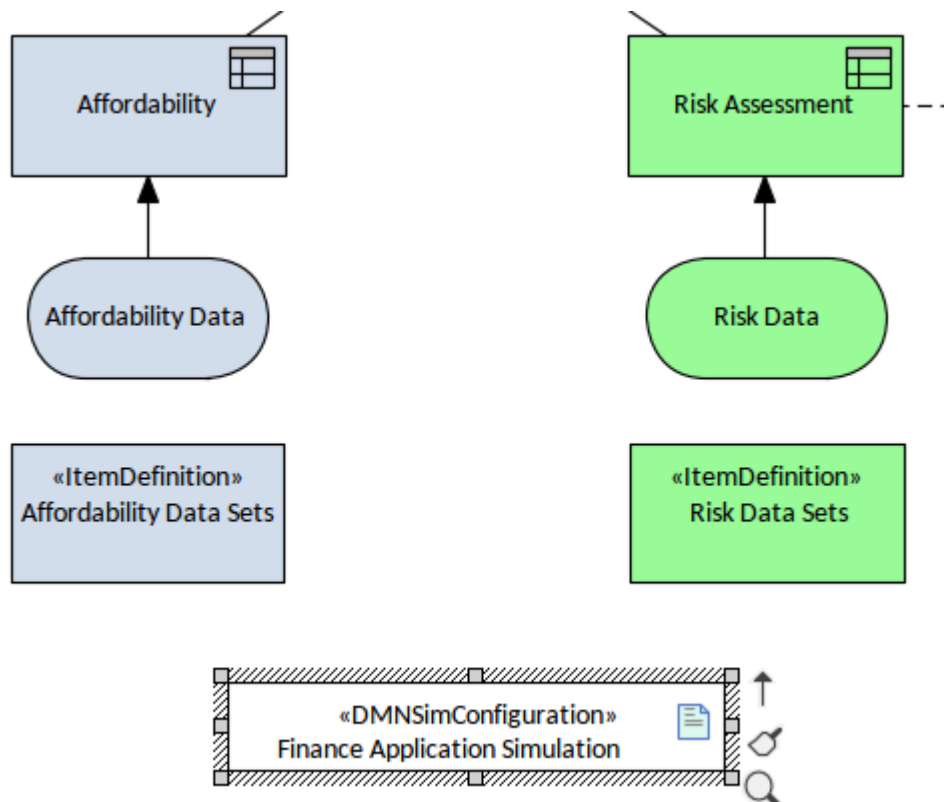 Affordability
Risk Assessment
Affordability Data
Risk Data
«ItemDefinition»
Affordability Data Sets
«ItemDefinition»
Risk Data Sets
«DMNSimConfiguration»
Finance Application Simulation